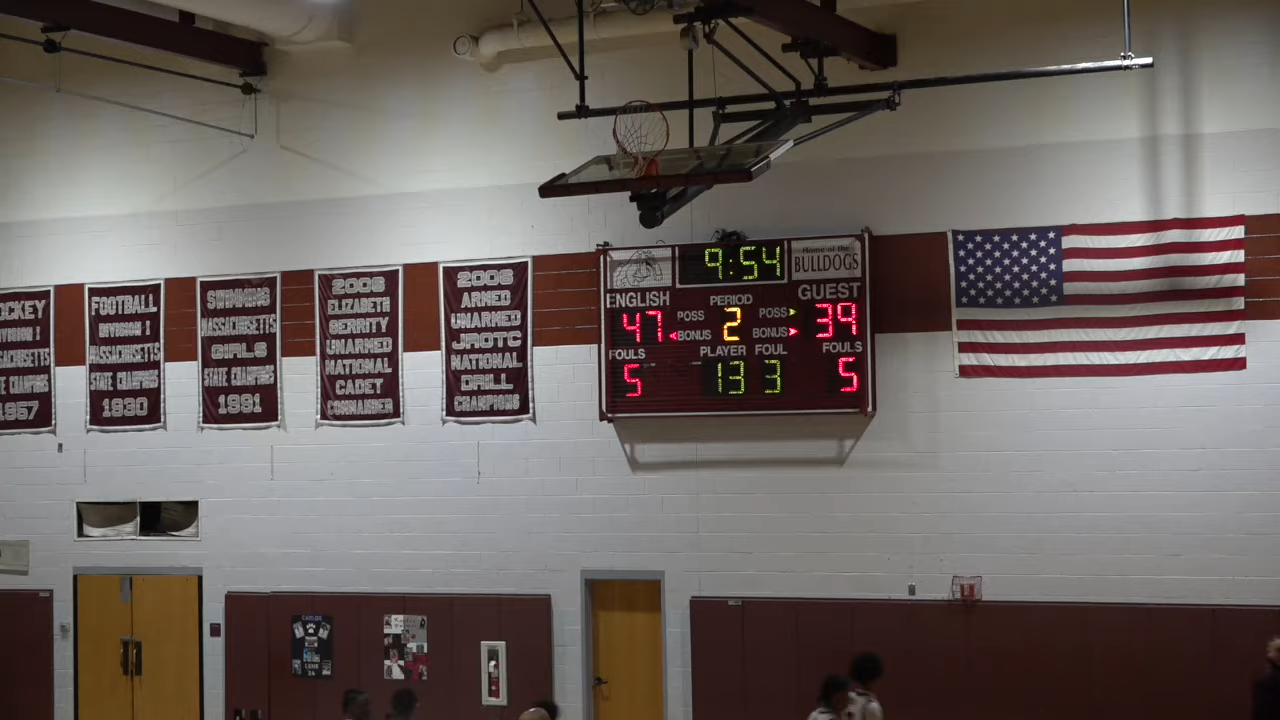 OCKEY
DIVISION I
MASSACHUSETTS
STATE CHAMPS
1957
FOOTBALL
DIVISION I
MASSACHUSETTS
STATE CHAMPS
1930
SWIMMING
MASSACHUSETTS
GIRLS
STATE CHAMPS
1991
2006
ELIZABETH
GERRITY
UNARMED
NATIONAL
CADET
COMMANDER
2006
ARMED
UNARMED
JROTC
NATIONAL
DRILL
CHAMPIONS
9:54
Home of the
BULLDOGS
ENGLISH
PERIOD
GUEST
47
POSS
2
POSS
39
BONUS
BONUS
FOULS
PLAYER FOUL
FOULS
5
13 3
5